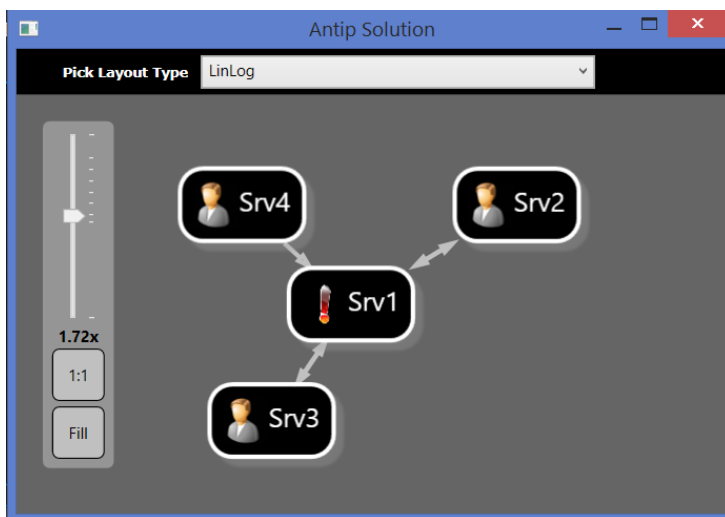 Antip Solution
Pick Layout Type LinLog
Srv4
Srv2
Srv1
Srv3
1.72x
1:1
Fill